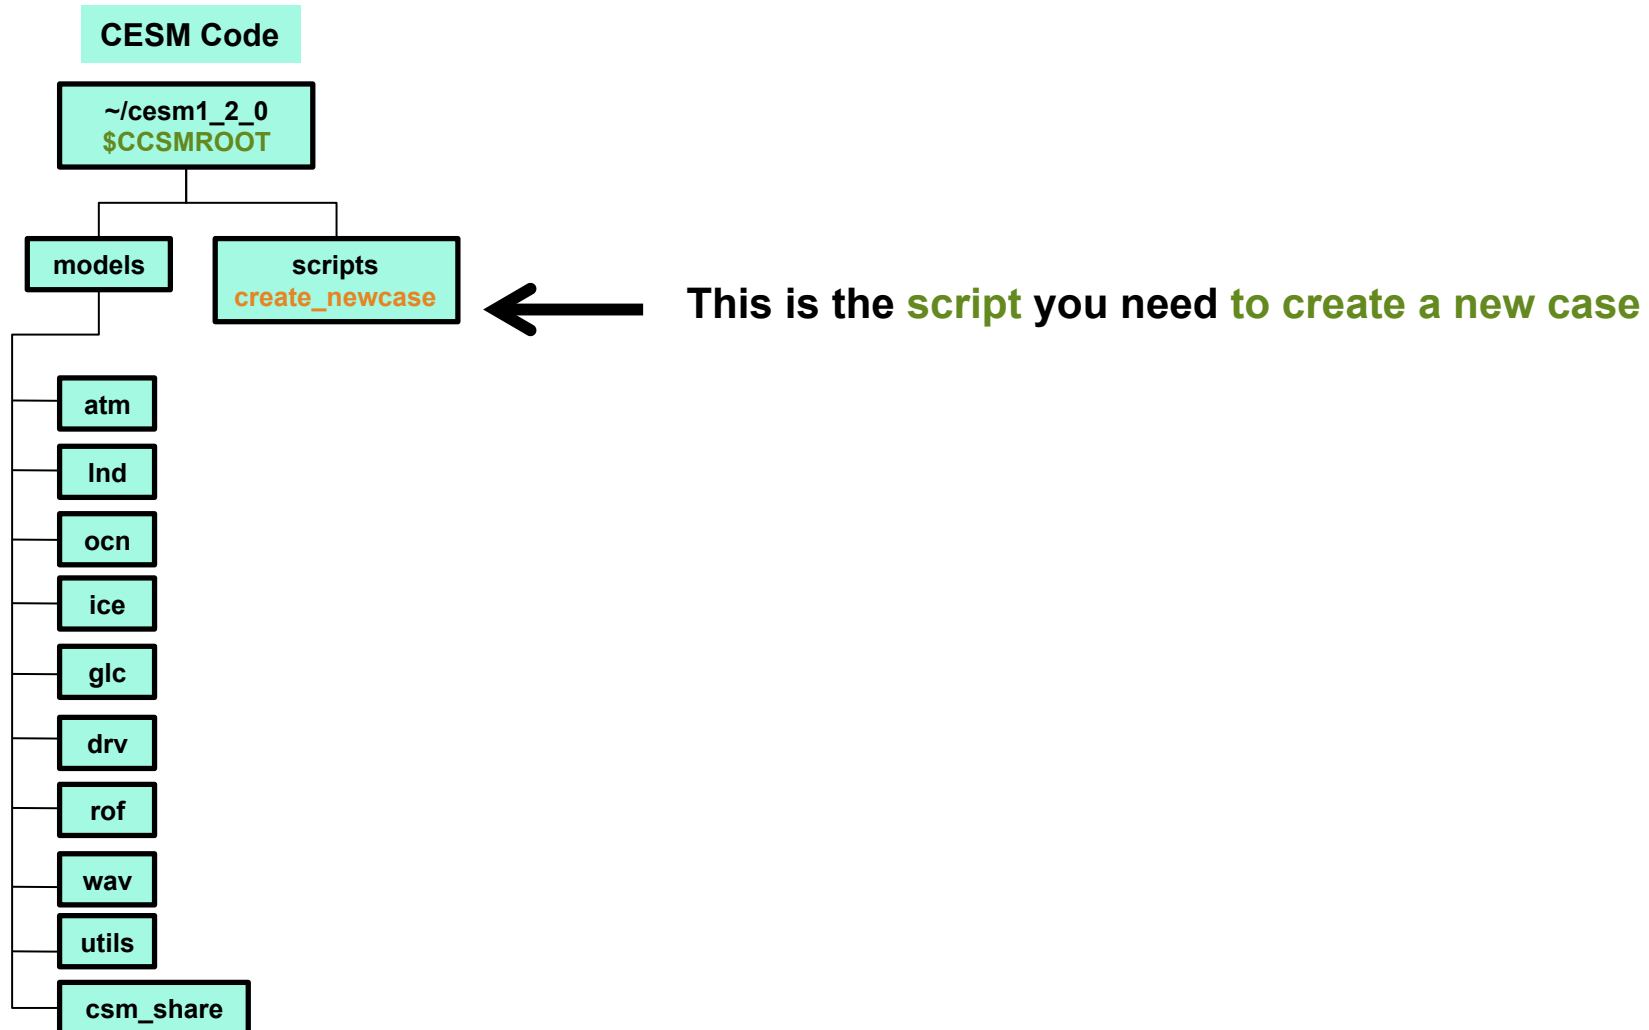 CESM Code
~/cesm1_2_0
$CCSMROOT
models
scripts
create_newcase
This is the script you need to create a new case
atm
lnd
ocn
ice
glc
drv
rof
wav
utils
csm_share